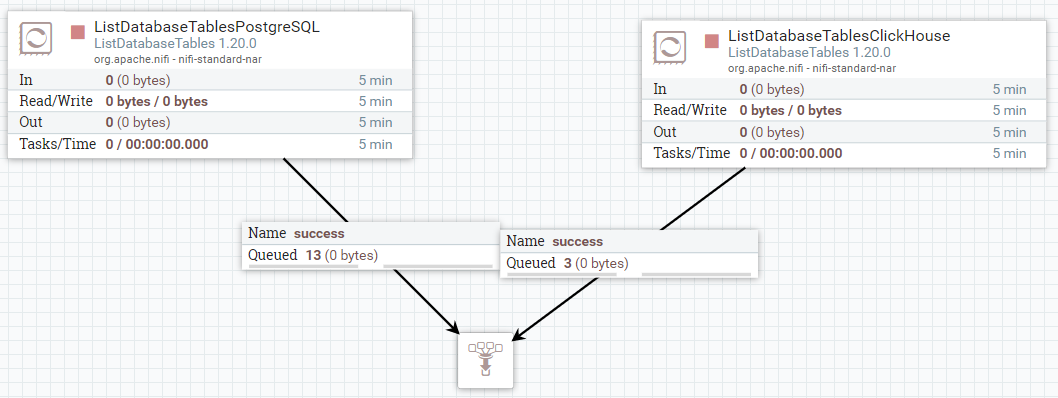 ListDatabaseTablesPostgreSQL
ListDatabaseTables 1.20.0
org.apache.nifi - nifi-standard-nar
In 0 (0 bytes) 5 min
Read/Write 0 bytes / 0 bytes 5 min
Out 0 (0 bytes) 5 min
Tasks/Time 0 / 00:00:00.000 5 min
ListDatabaseTablesClickHouse
ListDatabaseTables 1.20.0
org.apache.nifi - nifi-standard-nar
In 0 (0 bytes) 5 min
Read/Write 0 bytes / 0 bytes 5 min
Out 0 (0 bytes) 5 min
Tasks/Time 0 / 00:00:00.000 5 min
Name success
Queued 13 (0 bytes)
Name success
Queued 3 (0 bytes)